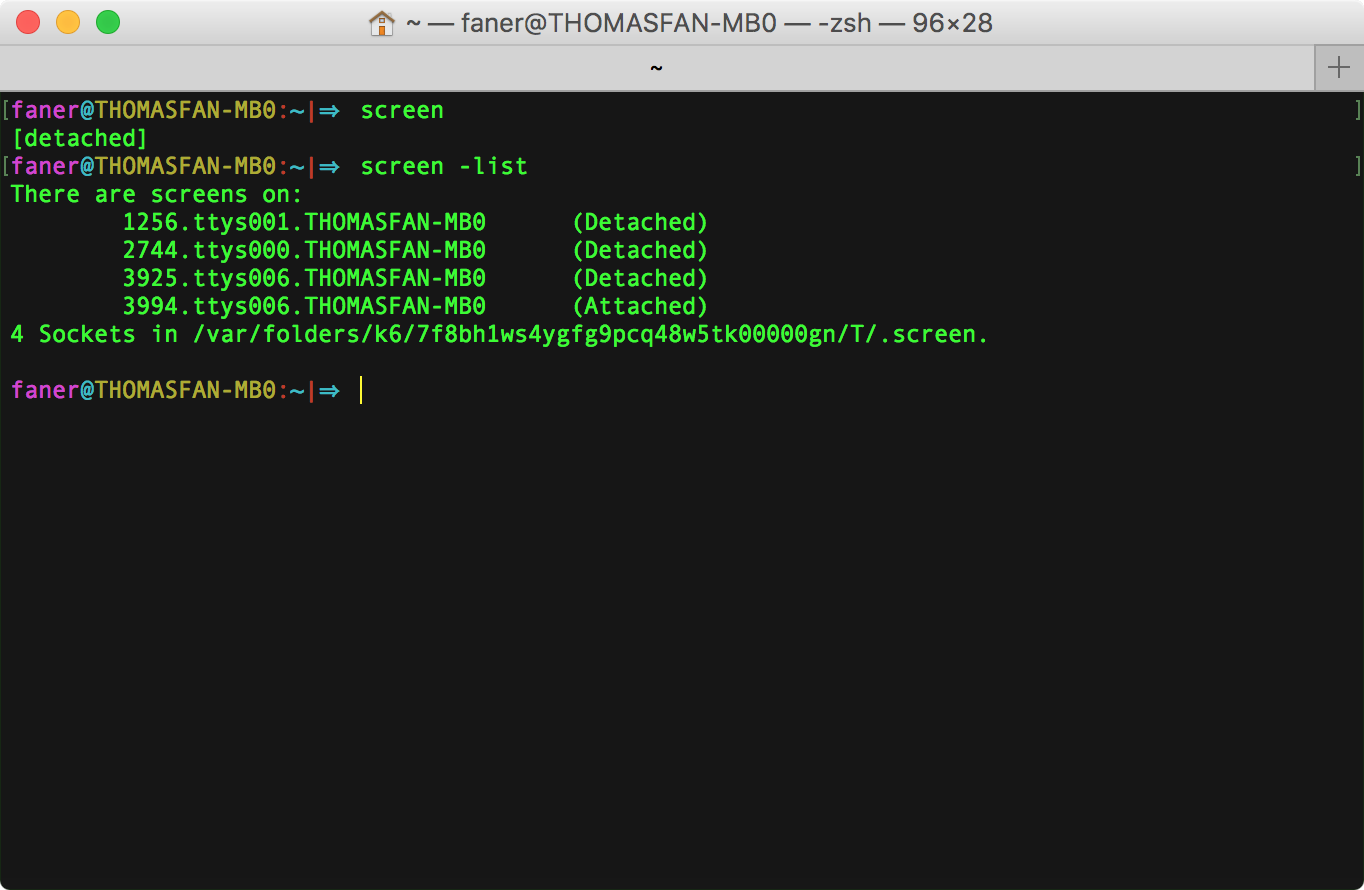 ~ — faner@THOMASFAN-MB0 — -zsh — 96×28
~
[faner@THOMASFAN-MB0:~|⇒ screen ]
[detached]
[faner@THOMASFAN-MB0:~|⇒ screen -list ]
There are screens on:
1256.ttys001.THOMASFAN-MB0 (Detached)
2744.ttys000.THOMASFAN-MB0 (Detached)
3925.ttys006.THOMASFAN-MB0 (Detached)
3994.ttys006.THOMASFAN-MB0 (Attached)
4 Sockets in /var/folders/k6/7f8bh1ws4ygfg9pcq48w5tk00000gn/T/.screen.
faner@THOMASFAN-MB0:~|⇒